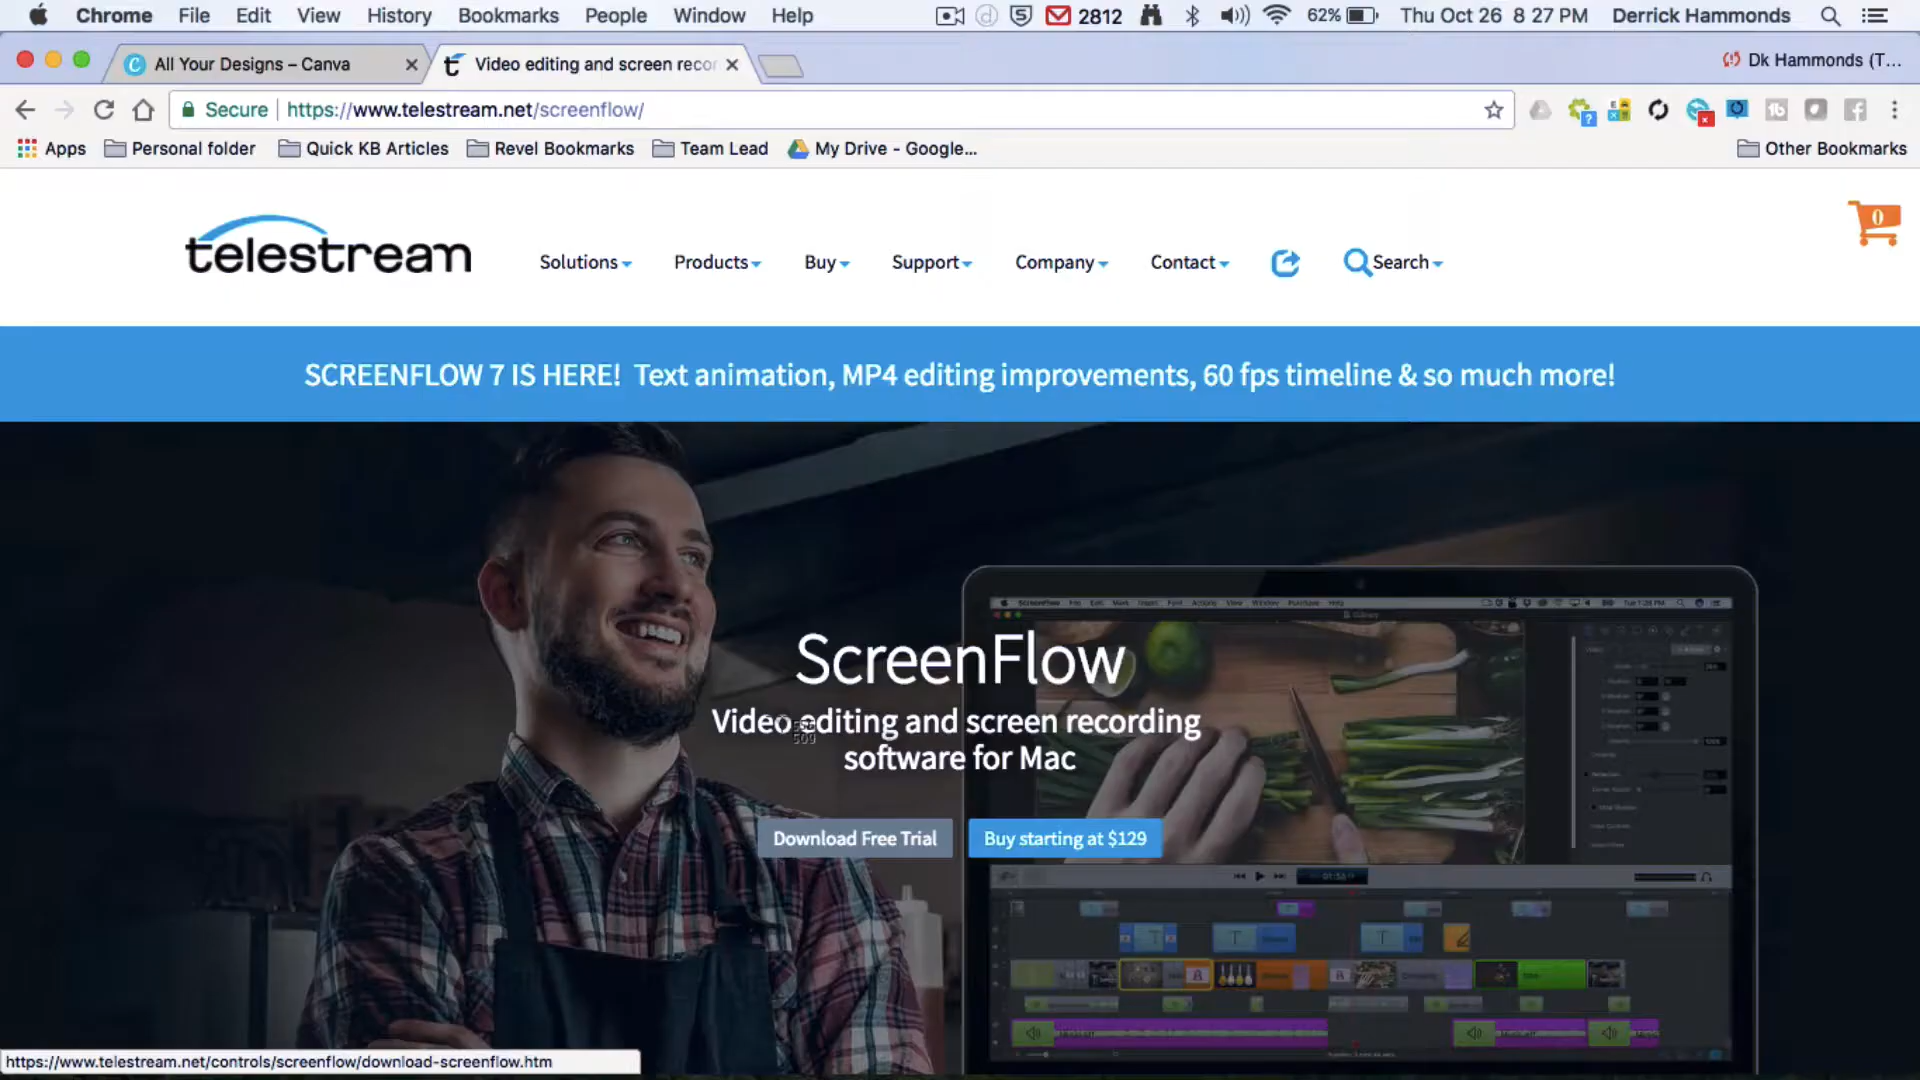 Chrome File Edit View History Bookmarks People Window Help 2812 62% Thu Oct 26 8 27 PM Derrick Hammonds
All Your Designs – Canva
Video editing and screen recor
Dk Hammonds (T...
Secure https://www.telestream.net/screenflow/
Apps Personal folder Quick KB Articles Revel Bookmarks Team Lead My Drive - Google... Other Bookmarks
0
telestream
Solutions Products Buy Support Company Contact Search
SCREENFLOW 7 IS HERE! Text animation, MP4 editing improvements, 60 fps timeline & so much more!
ScreenFlow
Video editing and screen recording
software for Mac
Download Free Trial Buy starting at $129
https://www.telestream.net/controls/screenflow/download-screenflow.htm